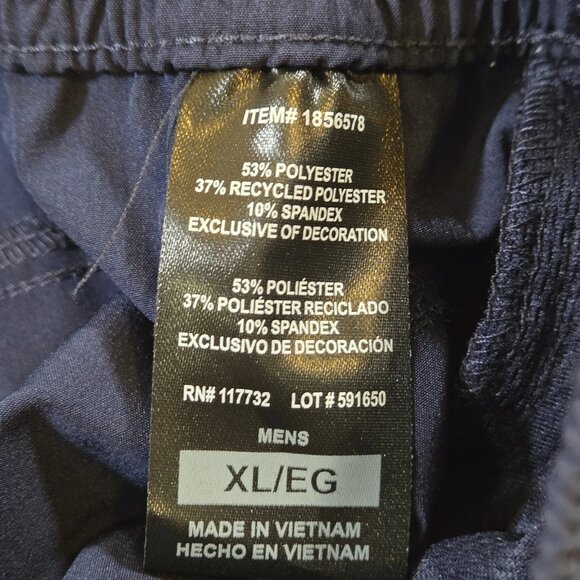 ITEM# 1856578
53% POLYESTER
37% RECYCLED POLYESTER
10% SPANDEX
EXCLUSIVE OF DECORATION
53% POLIÉSTER
37% POLIÉSTER RECICLADO
10% SPANDEX
EXCLUSIVO DE DECORACIÓN
RN# 117732 LOT # 591650
MENS
XL/EG
MADE IN VIETNAM
HECHO EN VIETNAM